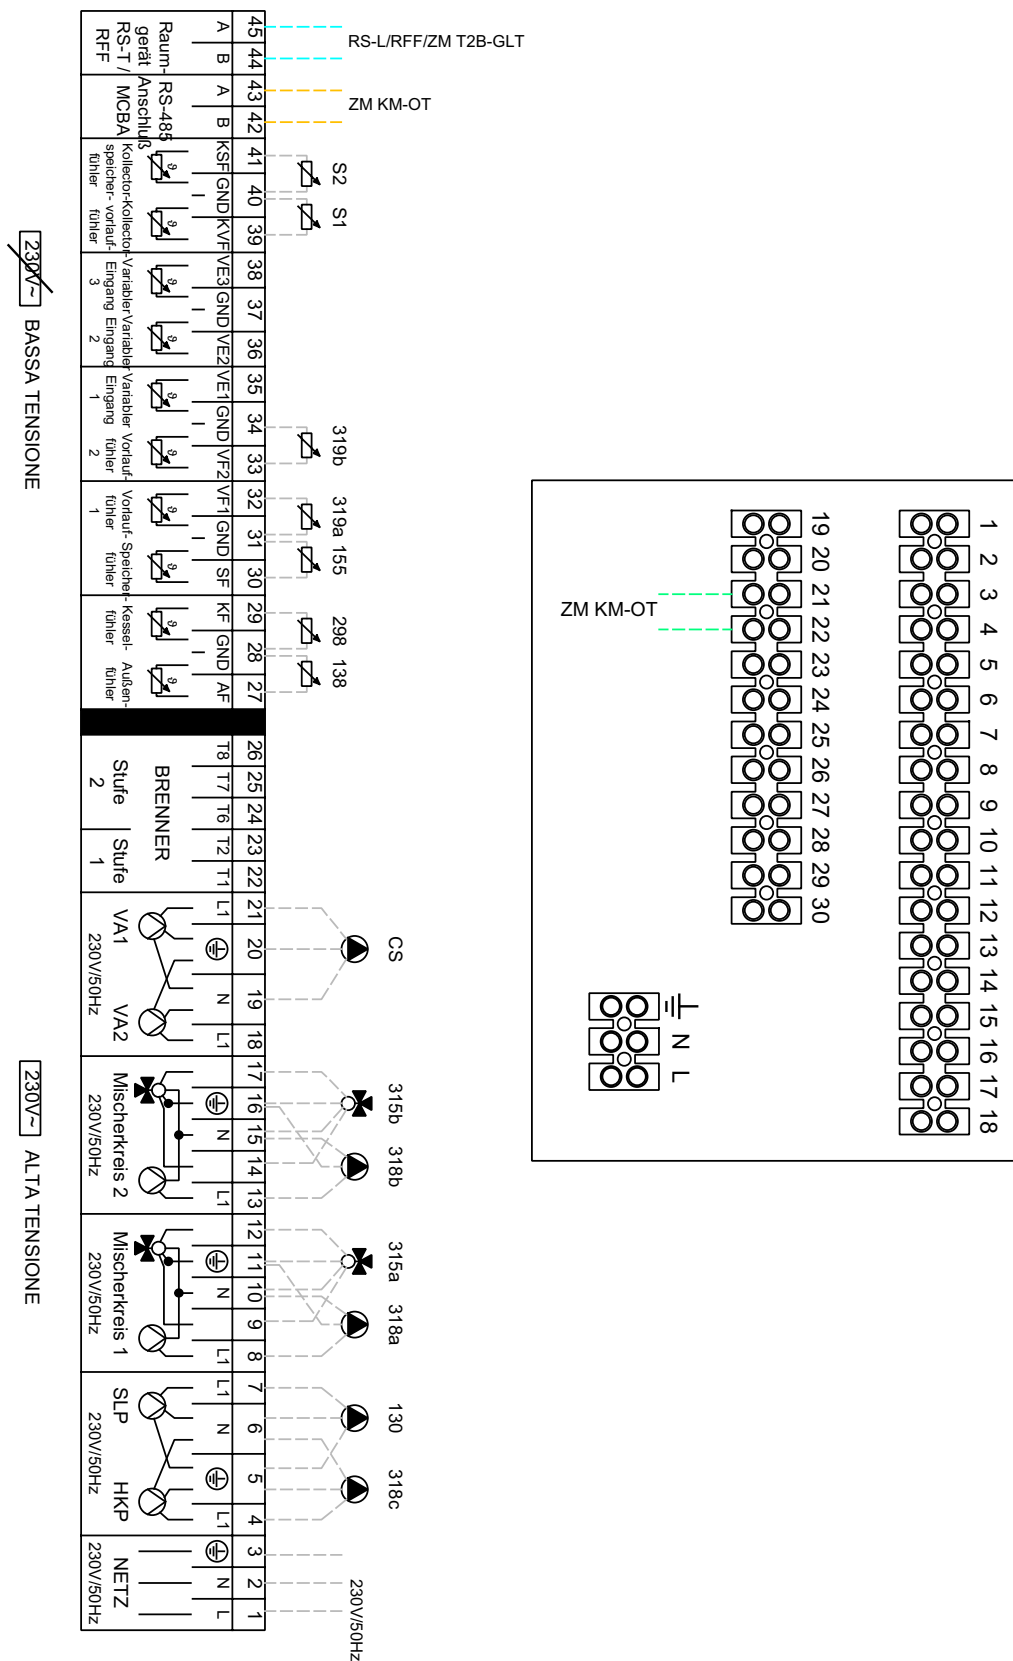 45 A
44 B
Raum-
gerät
RS-T /
RFF
RS-L/RFF/ZM T2B-GLT
43 A
42 B
RS-485
Anschluß
MCBA
ZM KM-OT
41 KSF
40 GND
39 KVF
Kollector-
speicher-
fühler
Kollector-
vorlauf-
fühler
ϑ
ϑ
S2
S1
38 VE3
37 GND
36 VE2
Variabler
Eingang
3
Variabler
Eingang
2
ϑ
ϑ
35 VE1
34 GND
33 VF2
Variabler
Eingang
1
Vorlauf-
fühler
2
ϑ
ϑ
319b
32 VF1
31 GND
30 SF
Vorlauf-
fühler
1
Speicher-
fühler
ϑ
ϑ
319a
155
29 KF
28 GND
27 AF
Kessel-
fühler
Außen-
fühler
ϑ
ϑ
298
138
230V~ BASSA TENSIONE
26 T8
25 T7
24 T6
23 T2
22 T1
BRENNER
Stufe
2
Stufe
1
21 L1
20
19 N
18 L1
VA1
VA2
230V/50Hz
CS
17
16
15 N
14
13 L1
Mischerkreis 2
230V/50Hz
315b
318b
12
11
10 N
9
8 L1
Mischerkreis 1
230V/50Hz
315a
318a
7 L1
6 N
5
4 L1
SLP
HKP
230V/50Hz
130
318c
3
2 N
1 L
NETZ
230V/50Hz
230V/50Hz
230V~ ALTA TENSIONE
1
2
3
4
5
6
7
8
9
10
11
12
13
14
15
16
17
18
19
20
21
22
23
24
25
26
27
28
29
30
ZM KM-OT
N
L